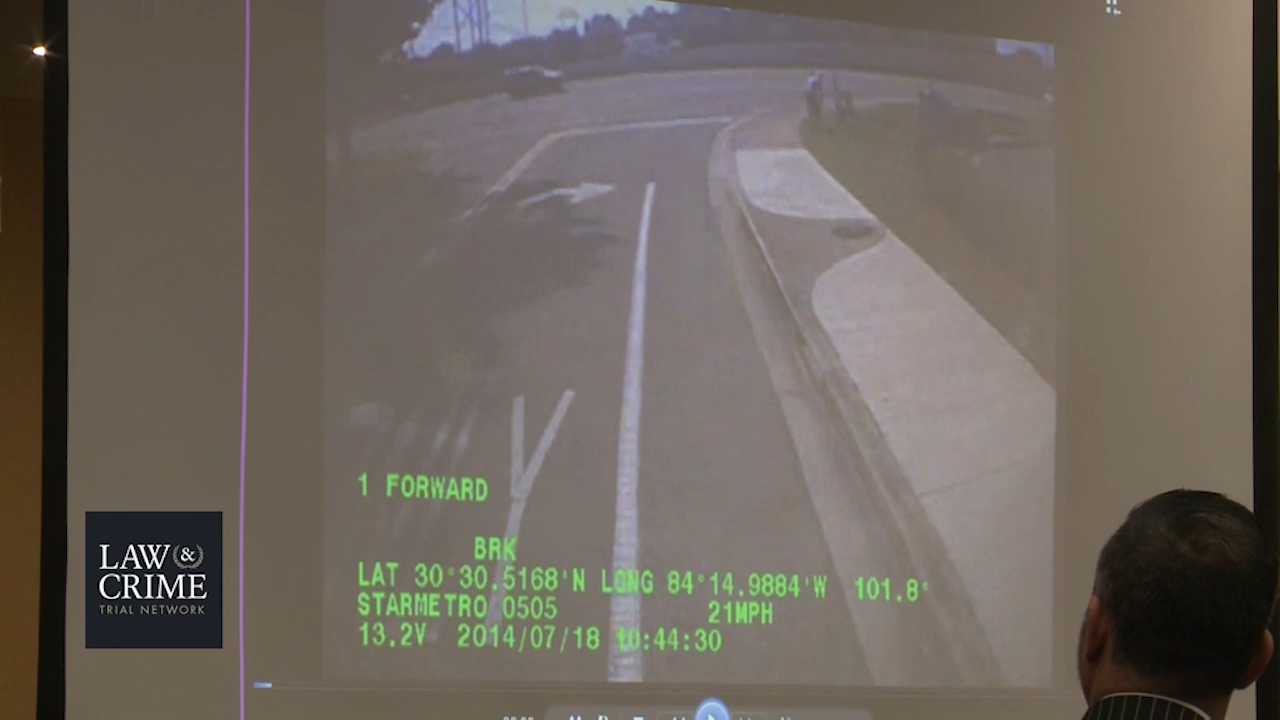 1 FORWARD
BRK
LAT 30°30.5168'N LONG 84°14.9884'W 101.8°
STARMETRO 0505 21MPH
13.2V 2014/07/18 10:44:30
LAW &
CRIME
TRIAL NETWORK